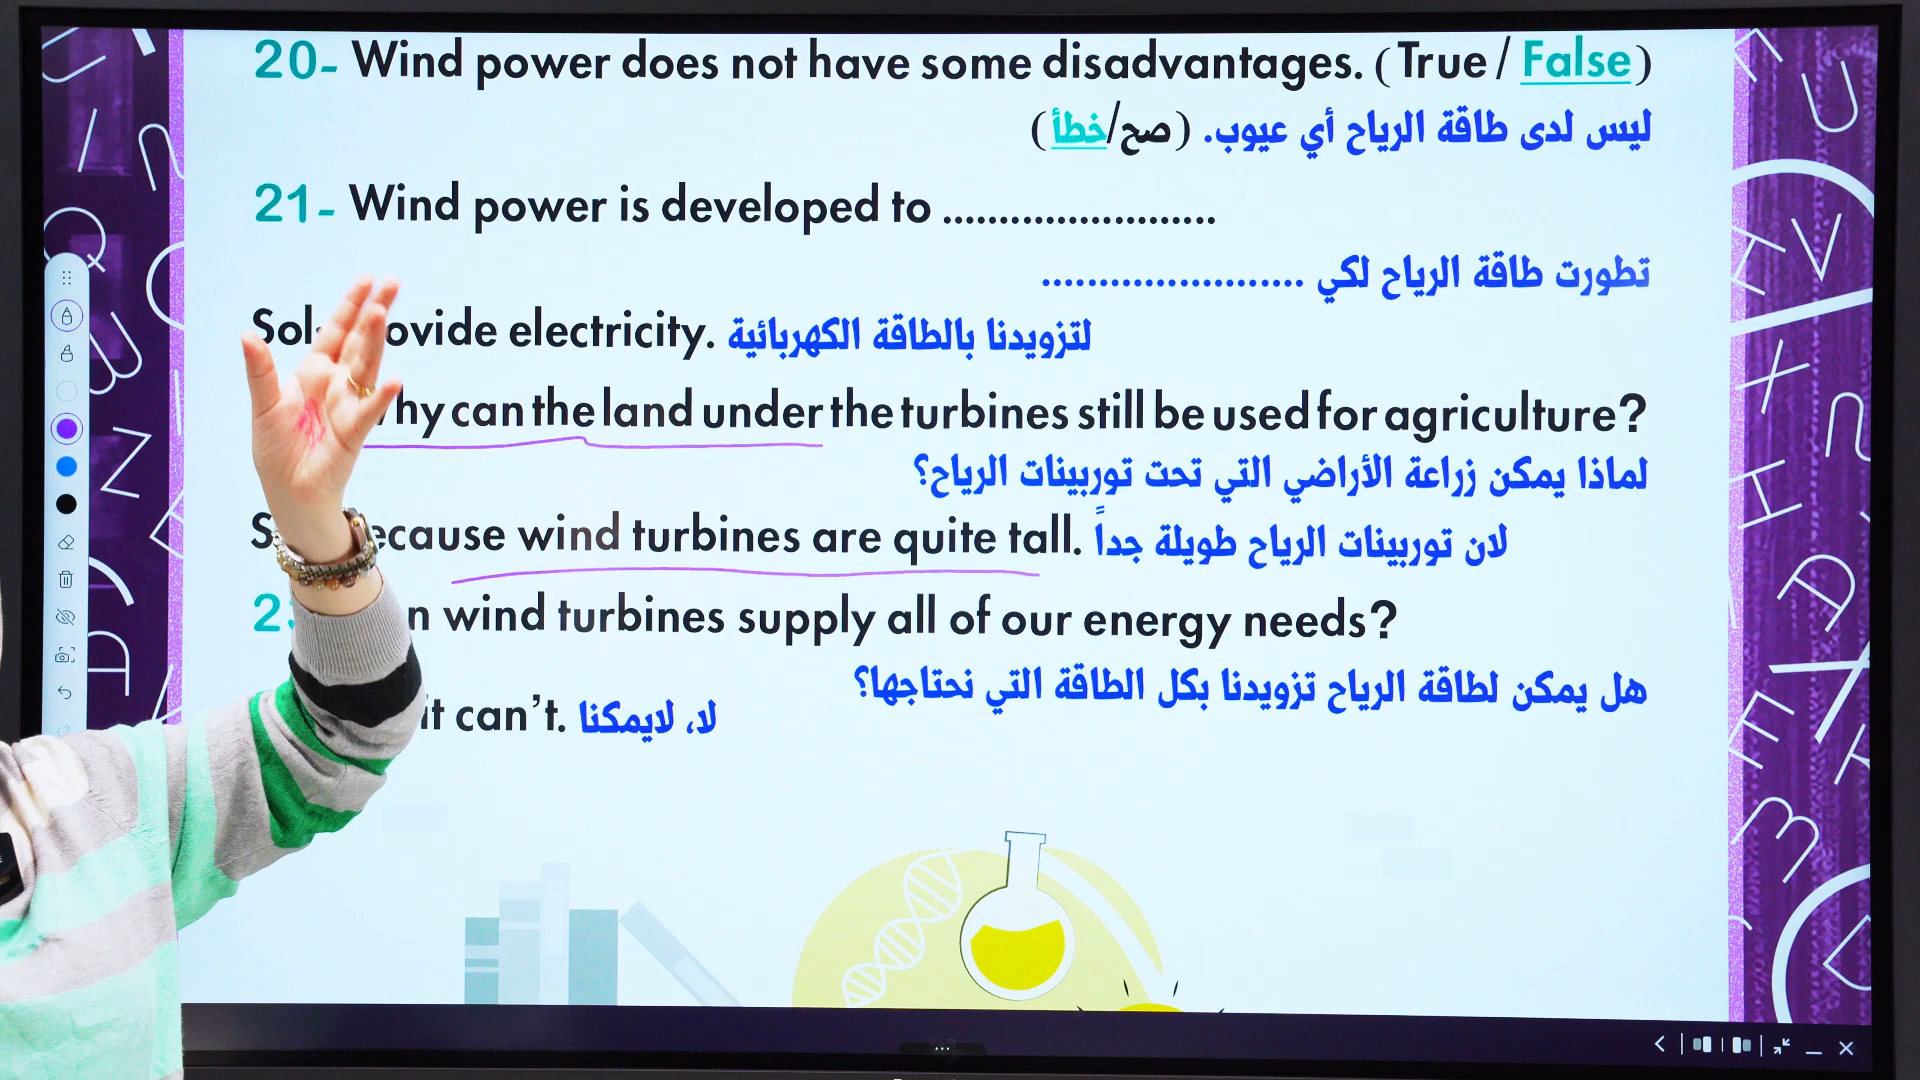 20- Wind power does not have some disadvantages. (True / False)
ليس لدى طاقة الرياح أي عيوب. (صح/خطأ)
21- Wind power is developed to ........................
تطورت طاقة الرياح لكي .......................
electricity. لتزويدنا بالطاقة الكهربائية
can the land under the turbines still be used for agriculture?
لماذا يمكن زراعة الأراضي التي تحت توربينات الرياح؟
wind turbines are quite tall. لان توربينات الرياح طويلة جداً
wind turbines supply all of our energy needs?
هل يمكن لطاقة الرياح تزويدنا بكل الطاقة التي نحتاجها؟
it can't. لا، لايمكننا